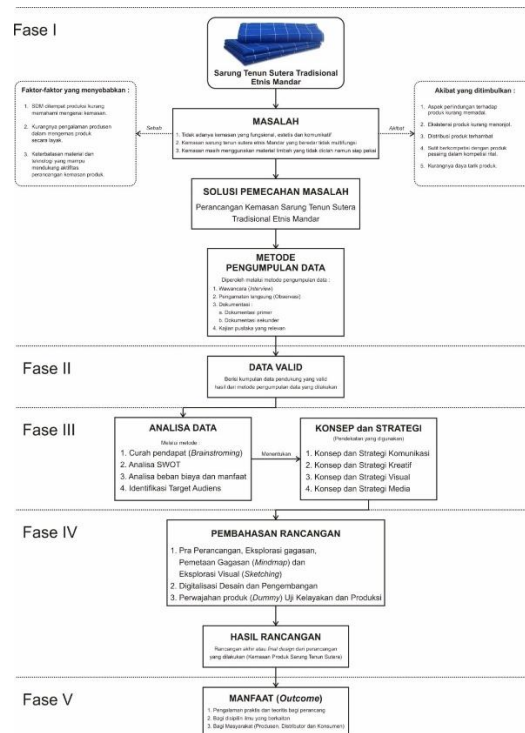 Fase I
Sarung Tenun Sutera Tradisional
Etnis Mandar
Faktor-faktor yang menyebabkan :
1. SDM ditempat produksi kurang
memahami mengenai kemasan.
2. Kurangnya pengalaman produsen
dalam mengemas produk
secara layak.
3. Keterbatasan material dan
teknologi yang mampu
mendukung aktifitas
perancangan kemasan produk.
Sebab
MASALAH
1. Tidak adanya kemasan yang fungsional, estetis dan komunikatif
2. Kemasan sarung tenun sutera etnis Mandar yang beredar tidak multifungsi
3. Kemasan masih menggunakan material limbah yang tidak diolah namun siap pakai
Akibat
Akibat yang ditimbulkan :
1. Aspek perlindungan terhadap
produk kurang memadai.
2. Eksistensi produk kurang menonjol.
3. Distribusi produk terhambat
4. Sulit berkompetisi dengan produk
pesaing dalam kompetisi ritel.
5. Kurangnya daya tarik produk.
SOLUSI PEMECAHAN MASALAH
Perancangan Kemasan Sarung Tenun Sutera
Tradisional Etnis Mandar
METODE
PENGUMPULAN DATA
Diperoleh melalui metode pengumpulan data :
1. Wawancara (Interview)
2. Pengamatan langsung (Observasi)
3. Dokumentasi :
a. Dokumentasi primer
b. Dokumentasi sekunder
4. Kajian pustaka yang relevan
Fase II
DATA VALID
Berisi kumpulan data pendukung yang valid
hasil dari metode pengumpulan data yang dilakukan
Fase III
ANALISA DATA
Melalui metode :
1. Curah pendapat (Brainstroming)
2. Analisa SWOT
3. Analisa beban biaya dan manfaat
4. Identifikasi Target Audiens
Menentukan
KONSEP dan STRATEGI
(Pendekatan yang digunakan)
1. Konsep dan Strategi Komunikasi
2. Konsep dan Strategi Kreatif
3. Konsep dan Strategi Visual
4. Konsep dan Strategi Media
Fase IV
PEMBAHASAN RANCANGAN
1. Pra Perancangan, Eksplorasi gagasan,
Pemetaan Gagasan (Mindmap) dan
Eksplorasi Visual (Sketching)
2. Digitalisasi Desain dan Pengembangan
3. Perwajahan produk (Dummy) Uji Kelayakan dan Produksi
HASIL RANCANGAN
Rancangan akhir atau final design dari perancangan
yang dilakukan (Kemasan Produk Sarung Tenun Sutera)
Fase V
MANFAAT (Outcome)
1. Pengalaman praktis dan teoritis bagi perancang
2. Bagi disiplin ilmu yang berkaitan
3. Bagi Masyarakat (Produsen, Distributor dan Konsumen)